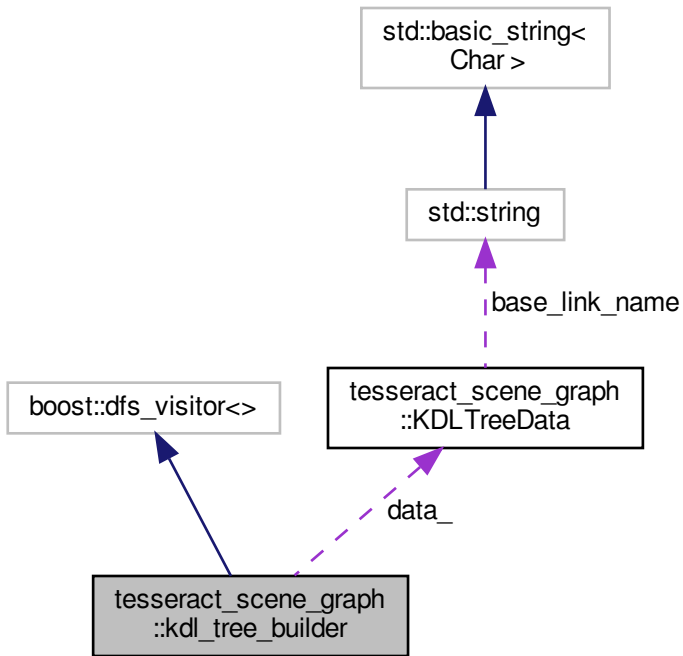 std::basic_string<
Char >
std::string
base_link_name
tesseract_scene_graph
::KDLTreeData
boost::dfs_visitor<>
data_
tesseract_scene_graph
::kdl_tree_builder